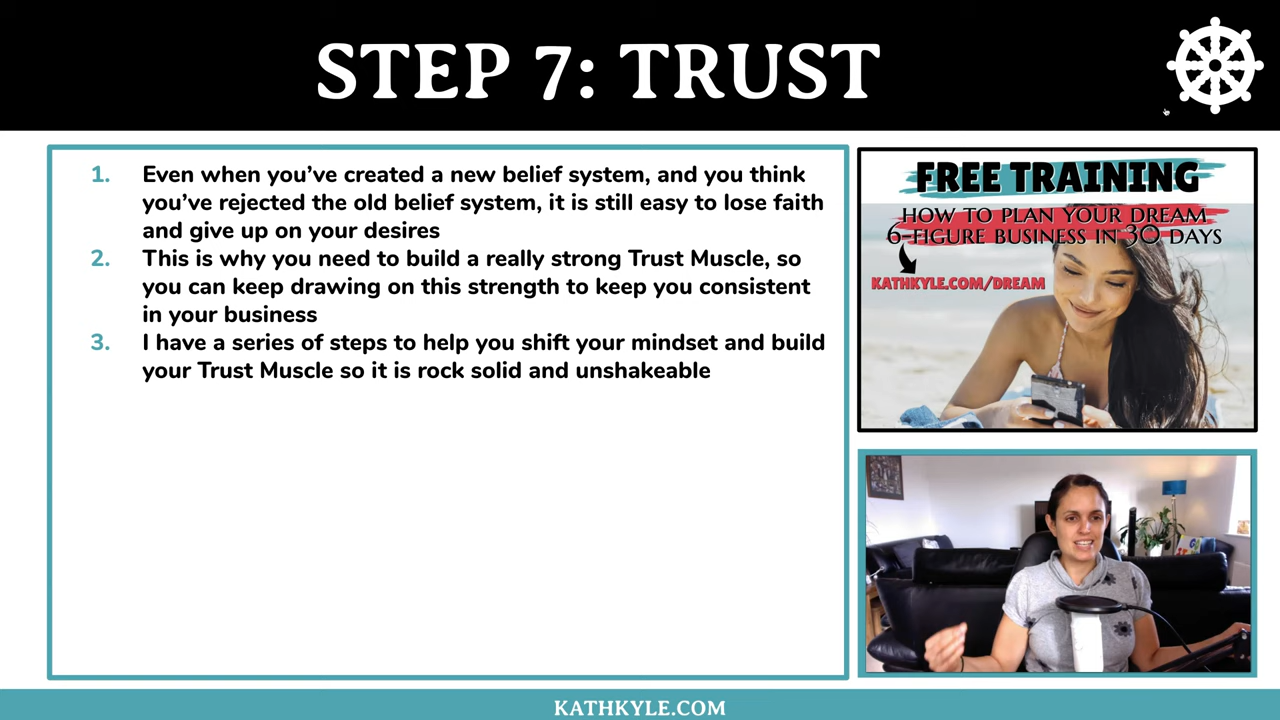 STEP 7: TRUST
1. Even when you’ve created a new belief system, and you think
you’ve rejected the old belief system, it is still easy to lose faith
and give up on your desires
2. This is why you need to build a really strong Trust Muscle, so
you can keep drawing on this strength to keep you consistent
in your business
3. I have a series of steps to help you shift your mindset and build
your Trust Muscle so it is rock solid and unshakeable
FREE TRAINING
HOW TO PLAN YOUR DREAM
6-FIGURE BUSINESS IN 30 DAYS
KATHKYLE.COM/DREAM
KATHKYLE.COM